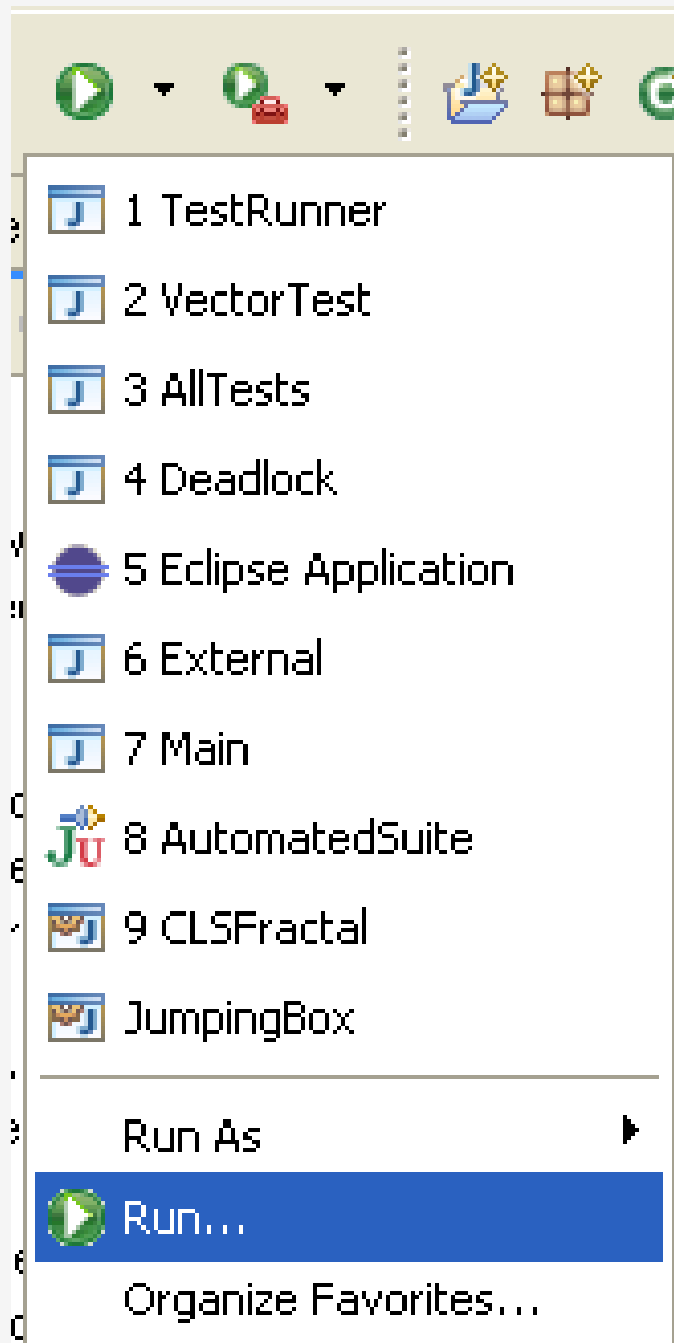 1 TestRunner
2 VectorTest
3 AllTests
4 Deadlock
5 Eclipse Application
6 External
7 Main
8 AutomatedSuite
9 CLSFractal
JumpingBox
Run As
Run...
Organize Favorites...